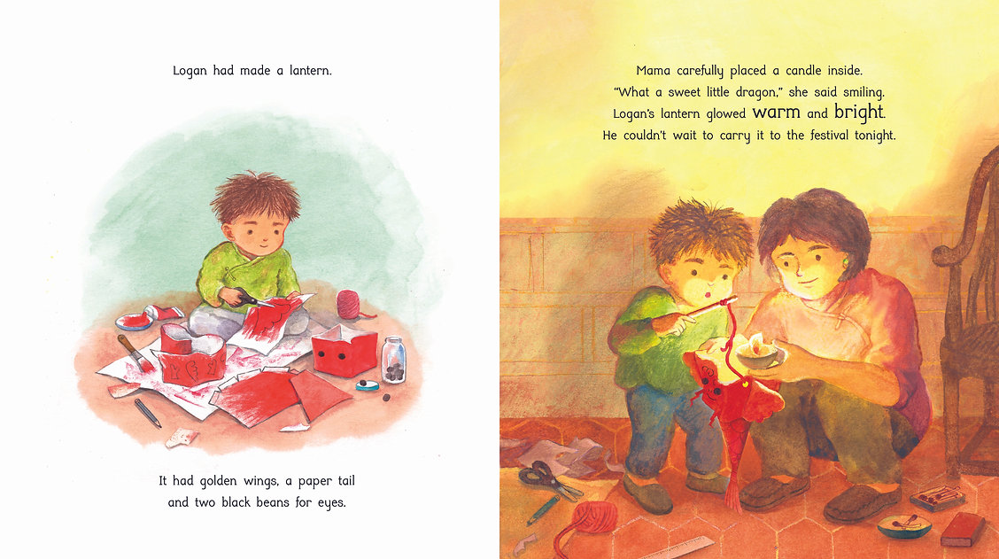 Logan had made a lantern.
It had golden wings, a paper tail
and two black beans for eyes.
Mama carefully placed a candle inside.
“What a sweet little dragon,” she said smiling.
Logan’s lantern glowed warm and bright.
He couldn’t wait to carry it to the festival tonight.